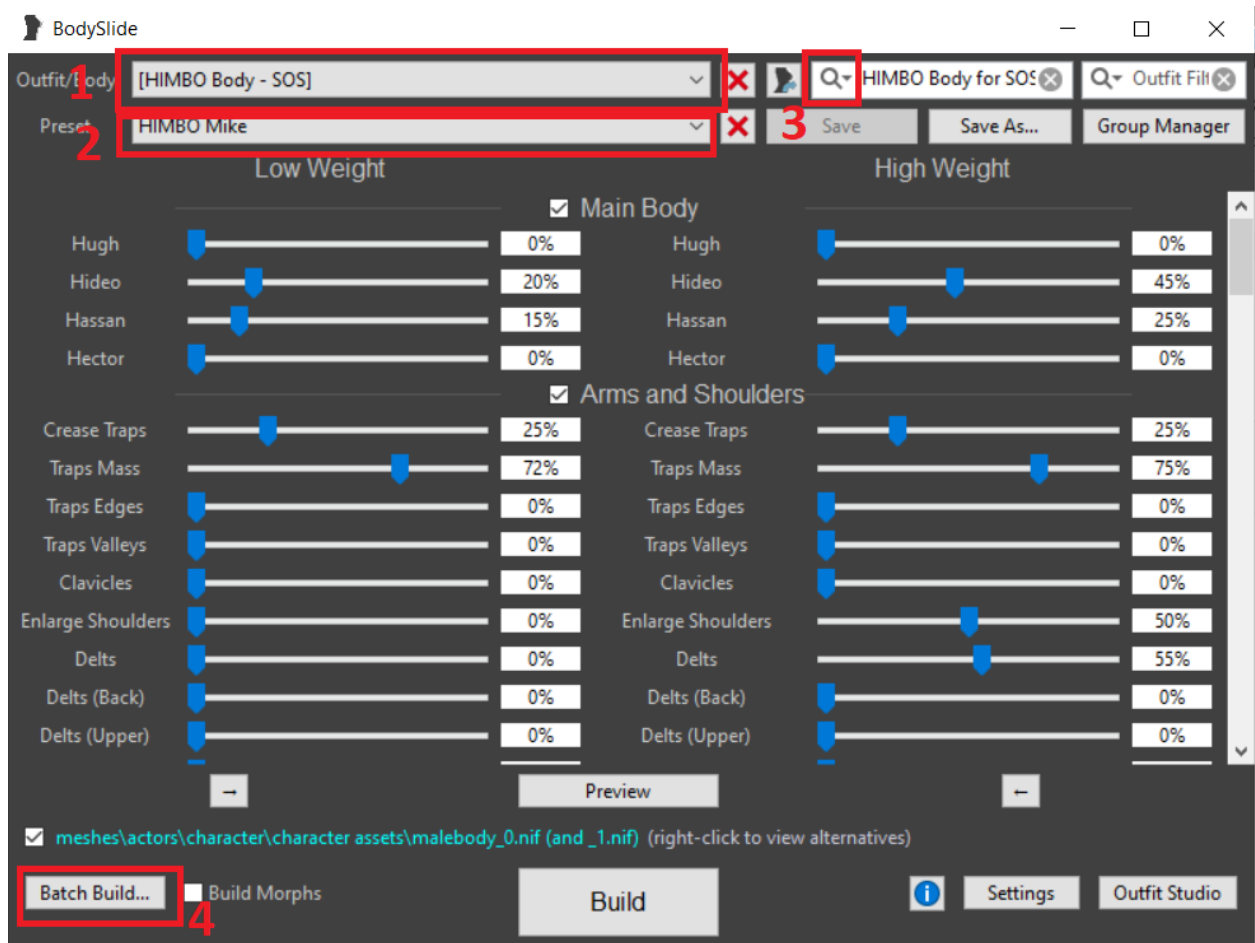 BodySlide
Outfit/Body [HIMBO Body - SOS] HIMBO Body for SOS Outfit Filt
1
Preset HIMBO Mike Save Save As... Group Manager
2 3
Low Weight High Weight
Main Body
Hugh 0% Hugh 0%
Hideo 20% Hideo 45%
Hassan 15% Hassan 25%
Hector 0% Hector 0%
Arms and Shoulders
Crease Traps 25% Crease Traps 25%
Traps Mass 72% Traps Mass 75%
Traps Edges 0% Traps Edges 0%
Traps Valleys 0% Traps Valleys 0%
Clavicles 0% Clavicles 0%
Enlarge Shoulders 0% Enlarge Shoulders 50%
Delts 0% Delts 55%
Delts (Back) 0% Delts (Back) 0%
Delts (Upper) 0% Delts (Upper) 0%
→ Preview ←
meshes\actors\character\character assets\malebody_0.nif (and _1.nif) (right-click to view alternatives)
Batch Build... Build Morphs Build Settings Outfit Studio
4